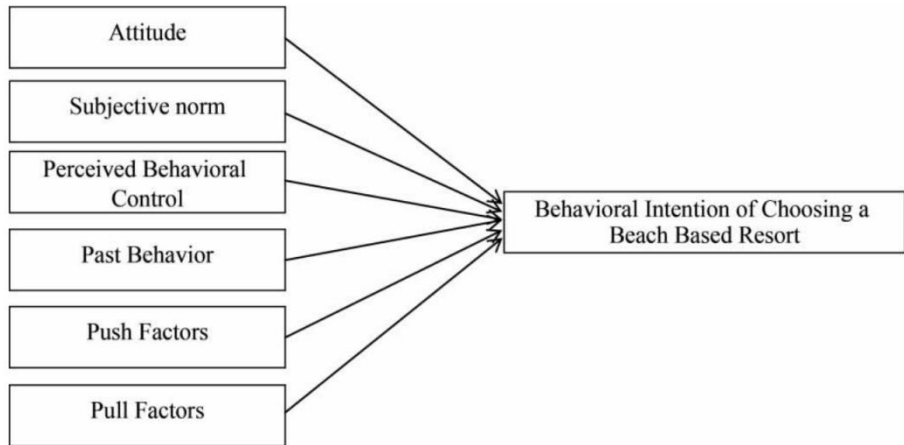 Attitude
Subjective norm
Perceived Behavioral
Control
Past Behavior
Push Factors
Pull Factors
Behavioral Intention of Choosing a
Beach Based Resort